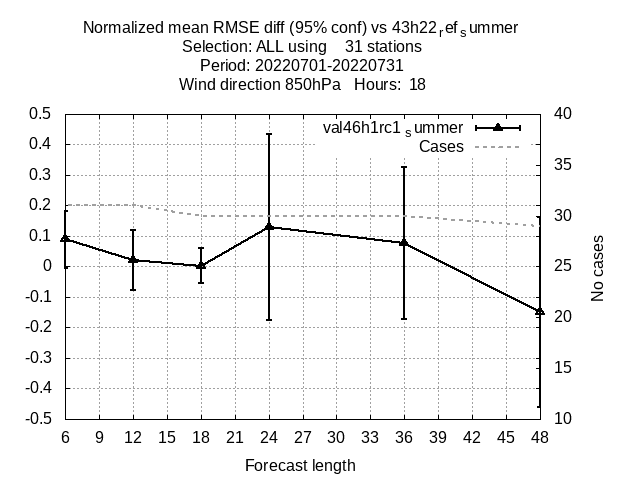 Normalized mean RMSE diff (95% conf) vs 43h22ref summer
Selection: ALL using 31 stations
Period: 20220701-20220731
Wind direction 850hPa Hours: 18
val46h1rc1summer
Cases
0.5
0.4
0.3
0.2
0.1
0
-0.1
-0.2
-0.3
-0.4
-0.5
40
35
30
25
20
15
10
No cases
6 9 12 15 18 21 24 27 30 33 36 39 42 45 48
Forecast length